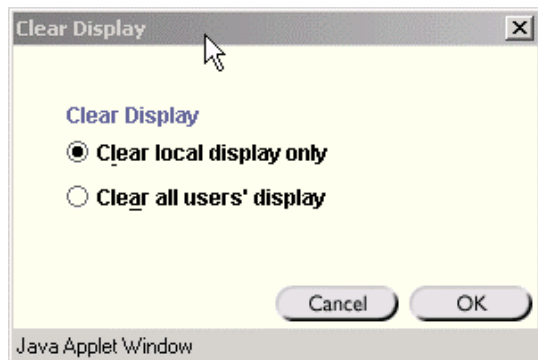 Clear Display
Clear Display
Clear local display only
Clear all users' display
Cancel OK
Java Applet Window